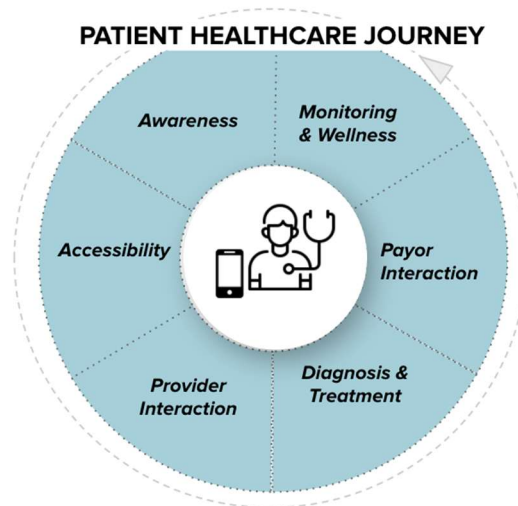 PATIENT HEALTHCARE JOURNEY
Awareness
Monitoring
& Wellness
Accessibility
Payor
Interaction
Provider
Interaction
Diagnosis &
Treatment